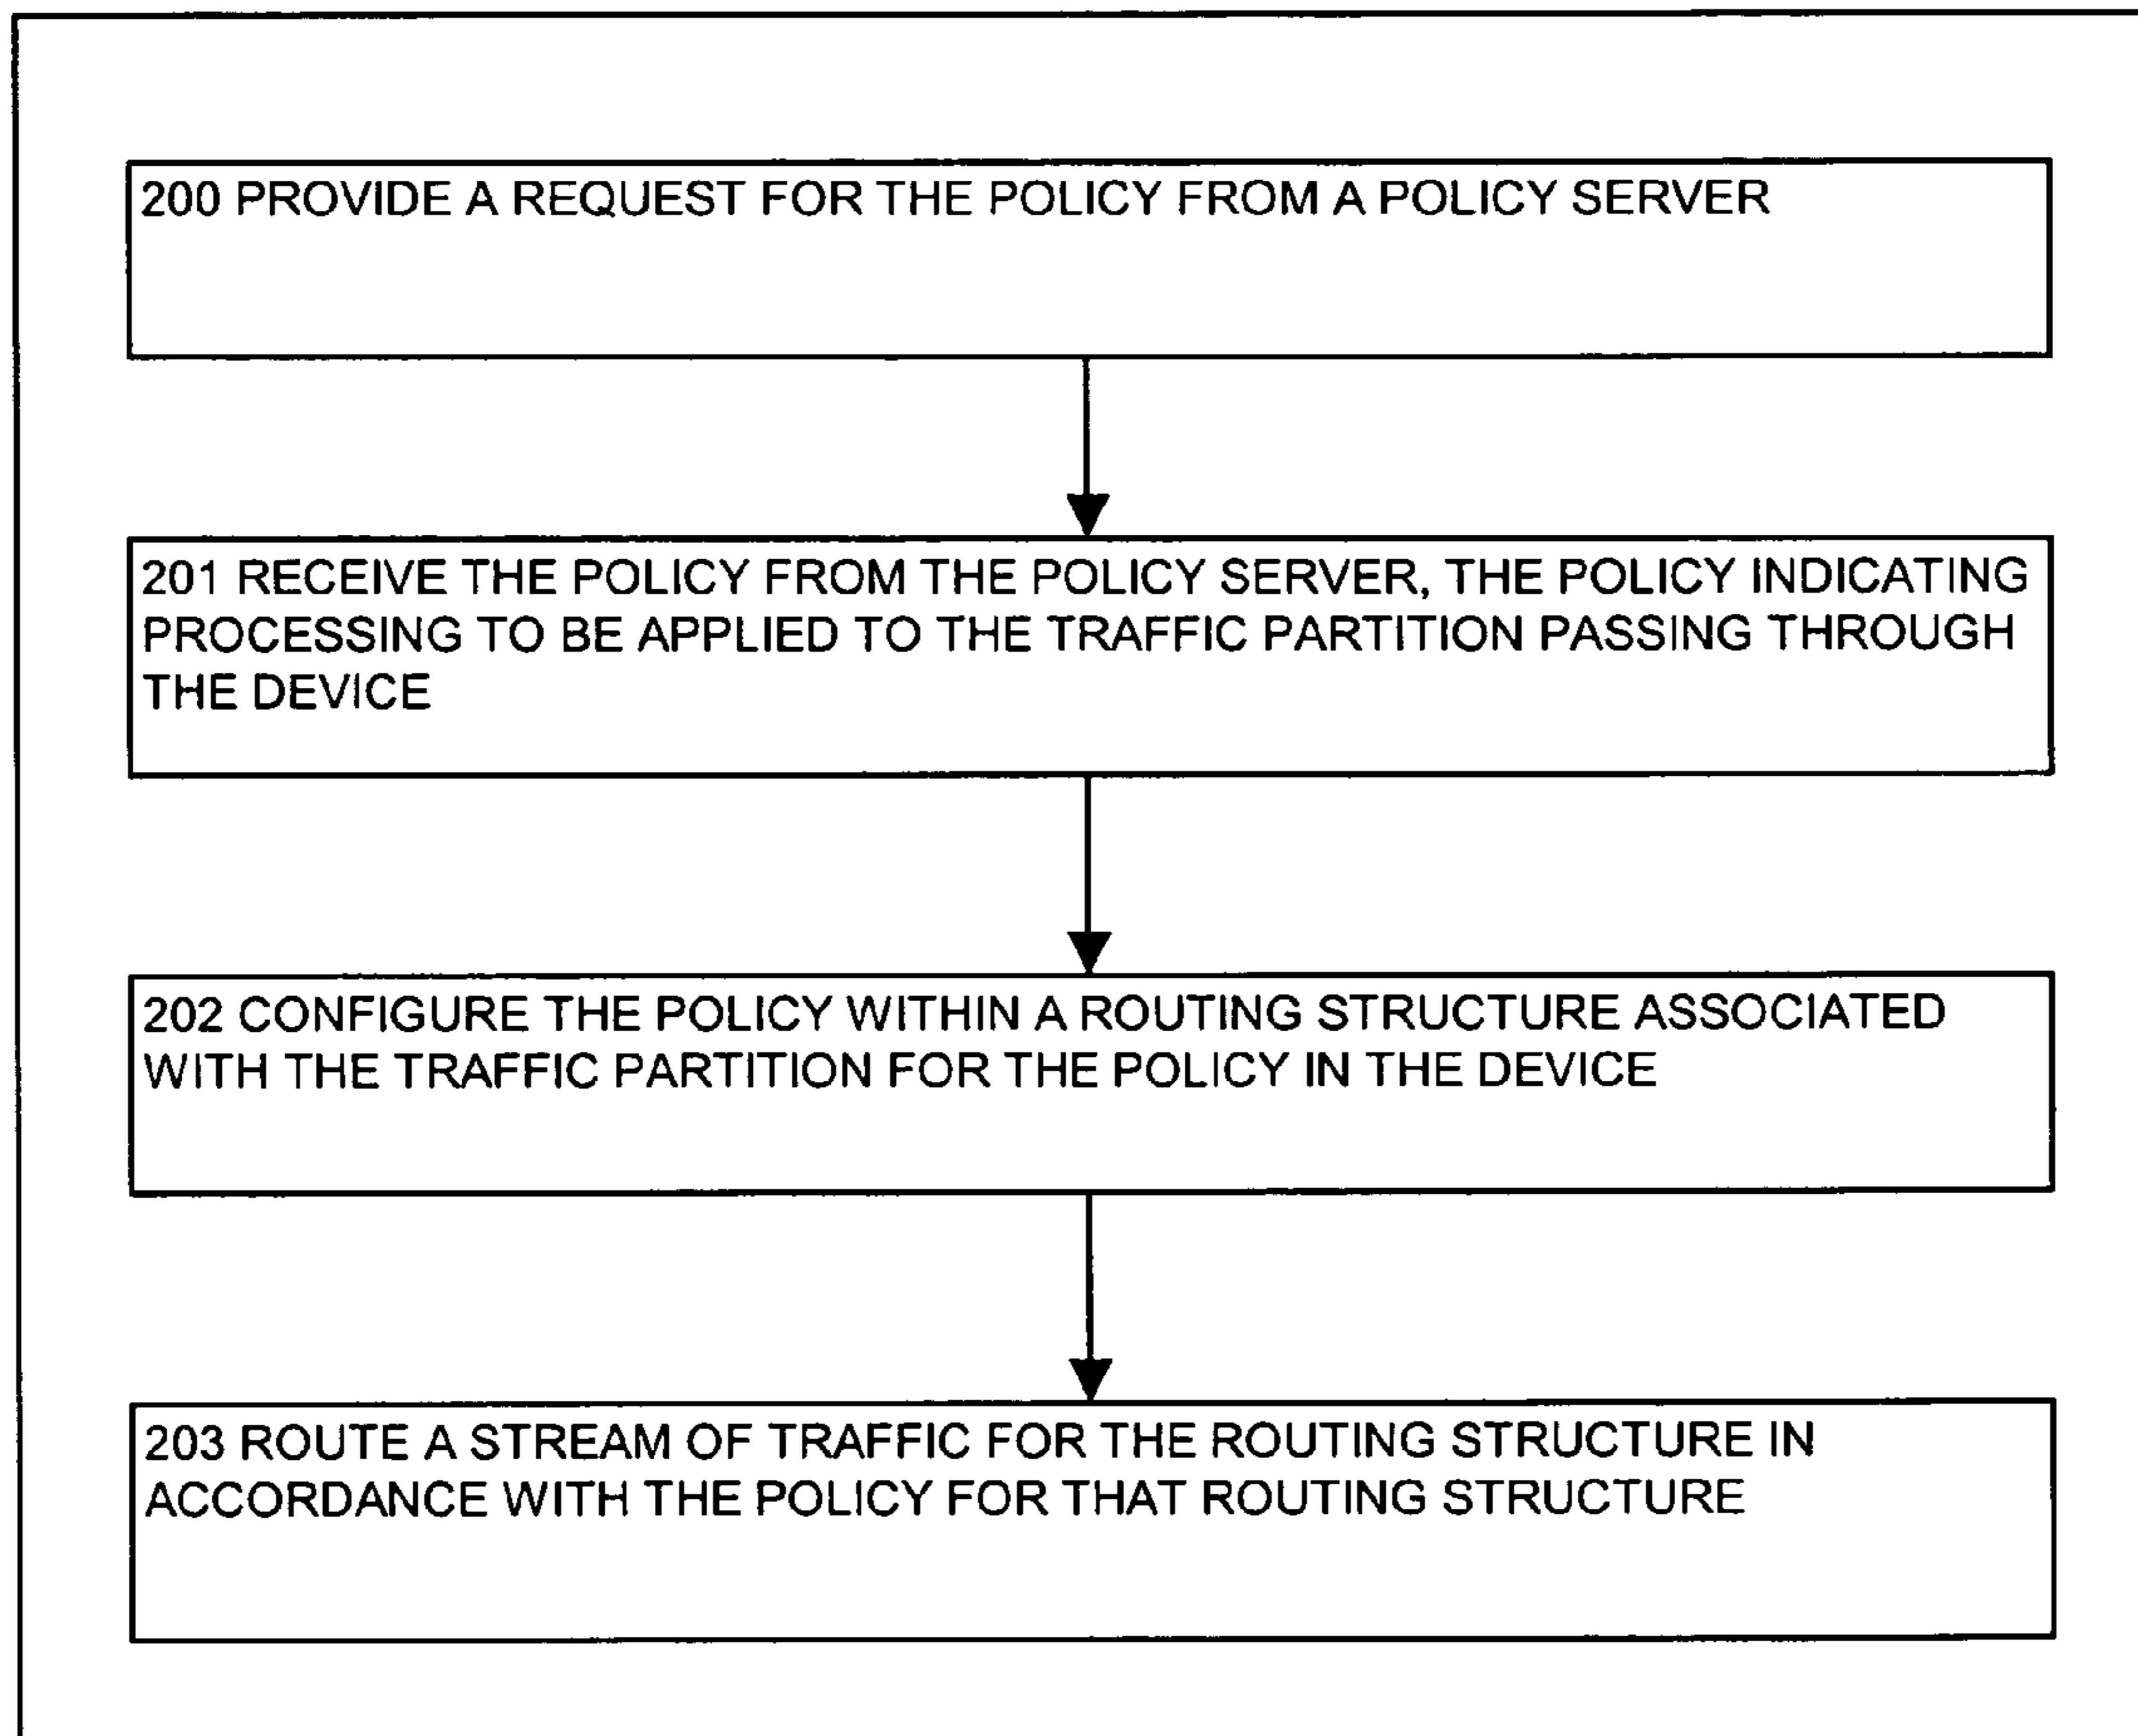 200 PROVIDE A REQUEST FOR THE POLICY FROM A POLICY SERVER
201 RECEIVE THE POLICY FROM THE POLICY SERVER, THE POLICY INDICATING
PROCESSING TO BE APPLIED TO THE TRAFFIC PARTITION PASSING THROUGH
THE DEVICE
202 CONFIGURE THE POLICY WITHIN A ROUTING STRUCTURE ASSOCIATED
WITH THE TRAFFIC PARTITION FOR THE POLICY IN THE DEVICE
203 ROUTE A STREAM OF TRAFFIC FOR THE ROUTING STRUCTURE IN
ACCORDANCE WITH THE POLICY FOR THAT ROUTING STRUCTURE